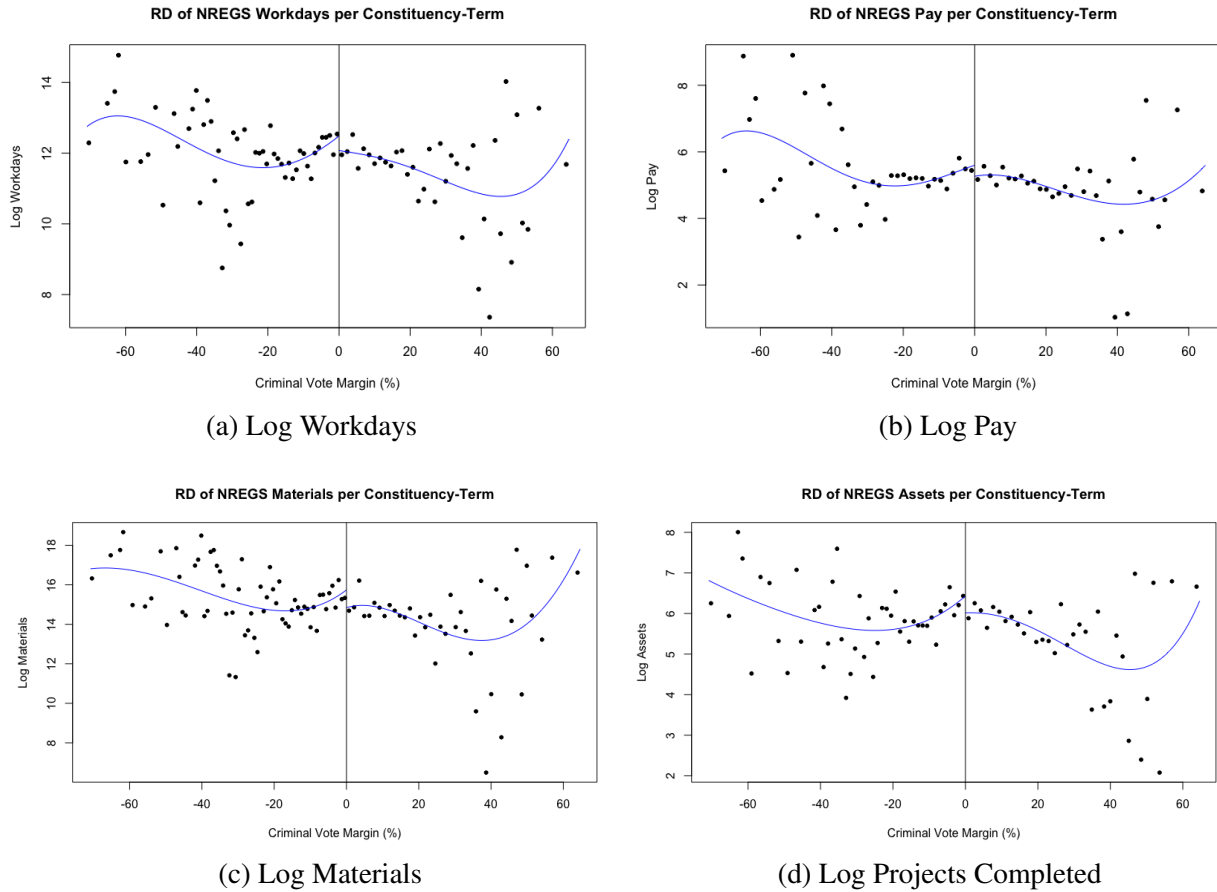 RD of NREGS Workdays per Constituency-Term
Log Workdays
14
12
10
8
-60 -40 -20 0 20 40 60
Criminal Vote Margin (%)
(a) Log Workdays
RD of NREGS Pay per Constituency-Term
Log Pay
8
6
4
2
-60 -40 -20 0 20 40 60
Criminal Vote Margin (%)
(b) Log Pay
RD of NREGS Materials per Constituency-Term
Log Materials
18
16
14
12
10
8
-60 -40 -20 0 20 40 60
Criminal Vote Margin (%)
(c) Log Materials
RD of NREGS Assets per Constituency-Term
Log Assets
8
7
6
5
4
3
2
-60 -40 -20 0 20 40 60
Criminal Vote Margin (%)
(d) Log Projects Completed